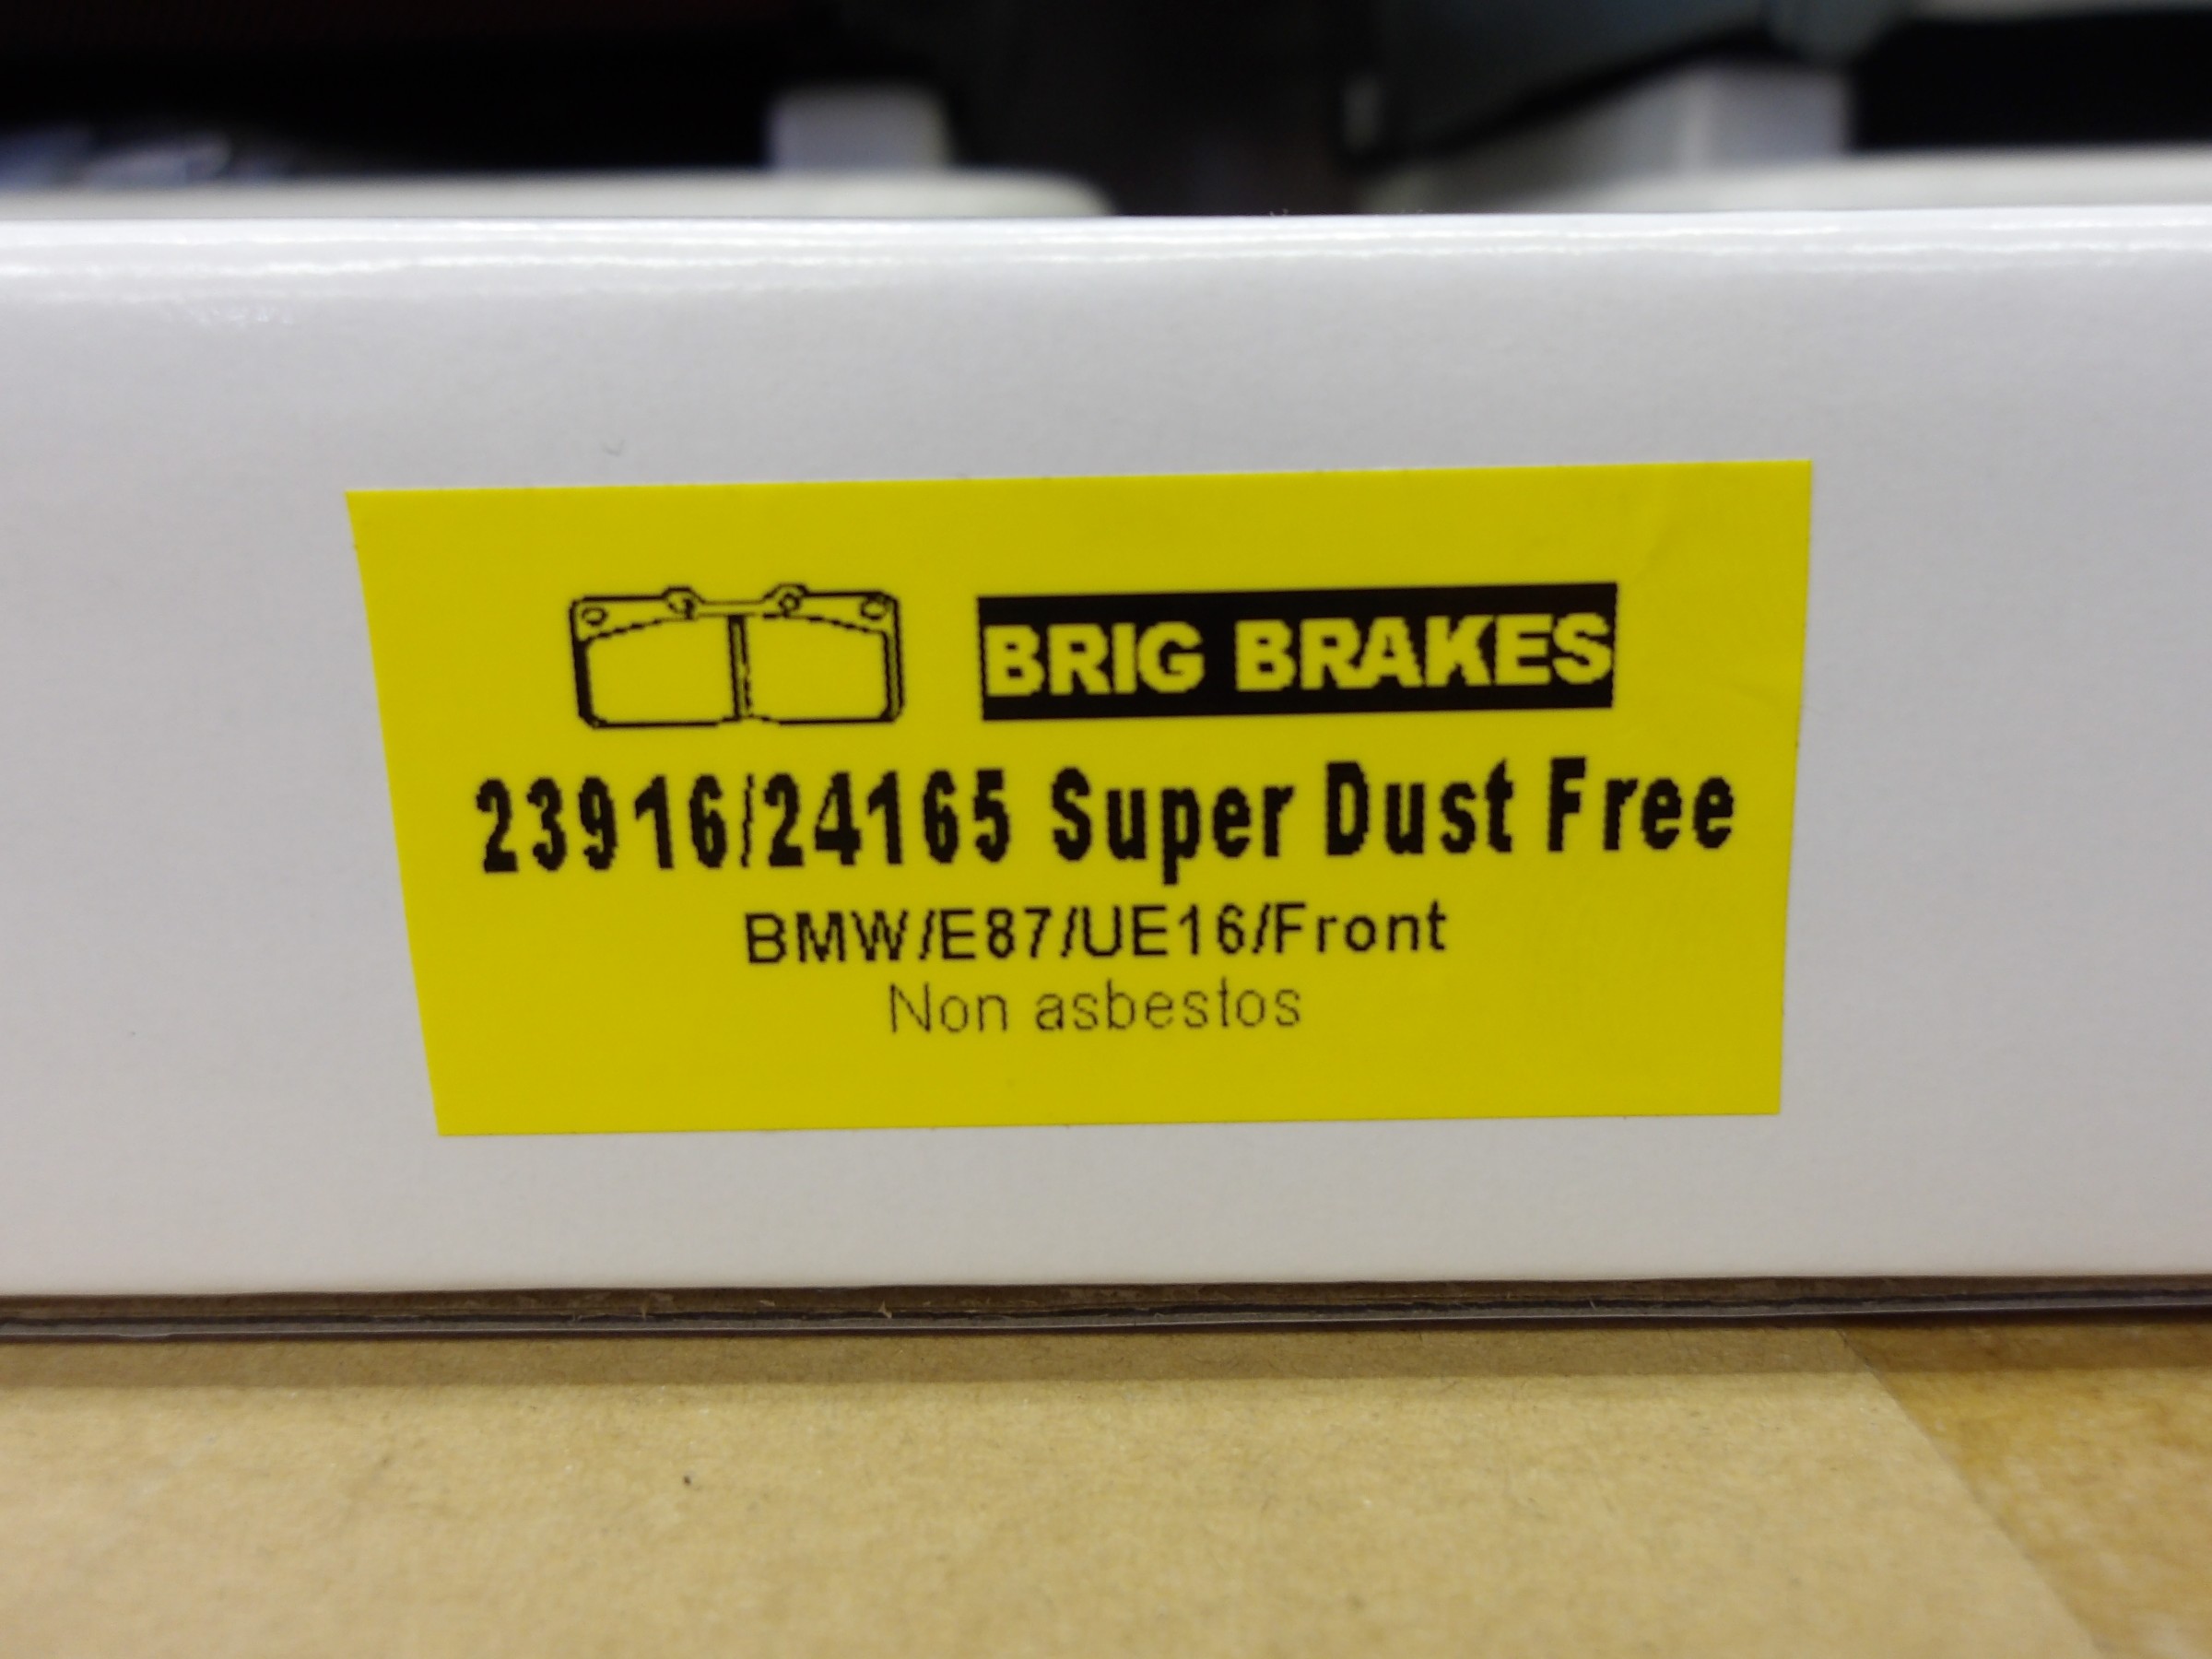 BRIG BRAKES
23916/24165 Super Dust Free
BMW/E87/UE16/Front
Non asbestos